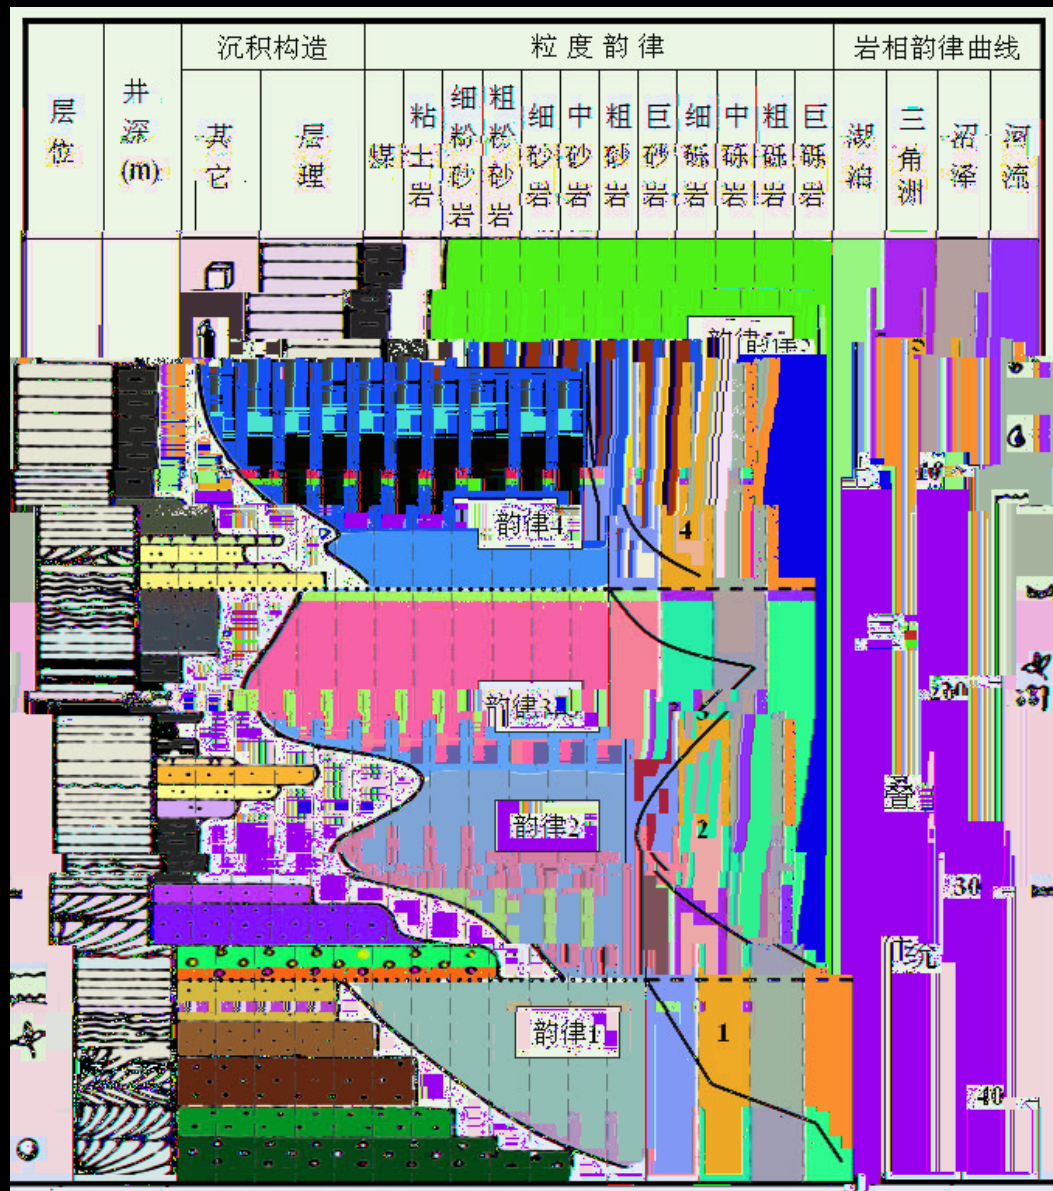 沉积构造 粒度韵律 岩相韵律曲线
层位 井深(m) 其它 层理 煤 粘土岩 细粉砂岩 粗粉砂岩 细砂岩 中砂岩 粗砂岩 巨砂岩 细砾岩 中砾岩 粗砾岩 巨砾岩 湖泊 三角洲 沼泽 河流
韵律5
韵律4
4
韵律3
20
叠
韵律2
2
30
统
韵律1
1
40